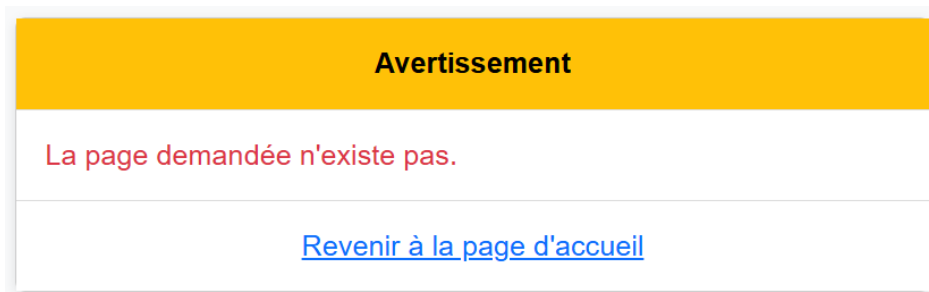 Avertissement
La page demandée n'existe pas.
Revenir à la page d'accueil